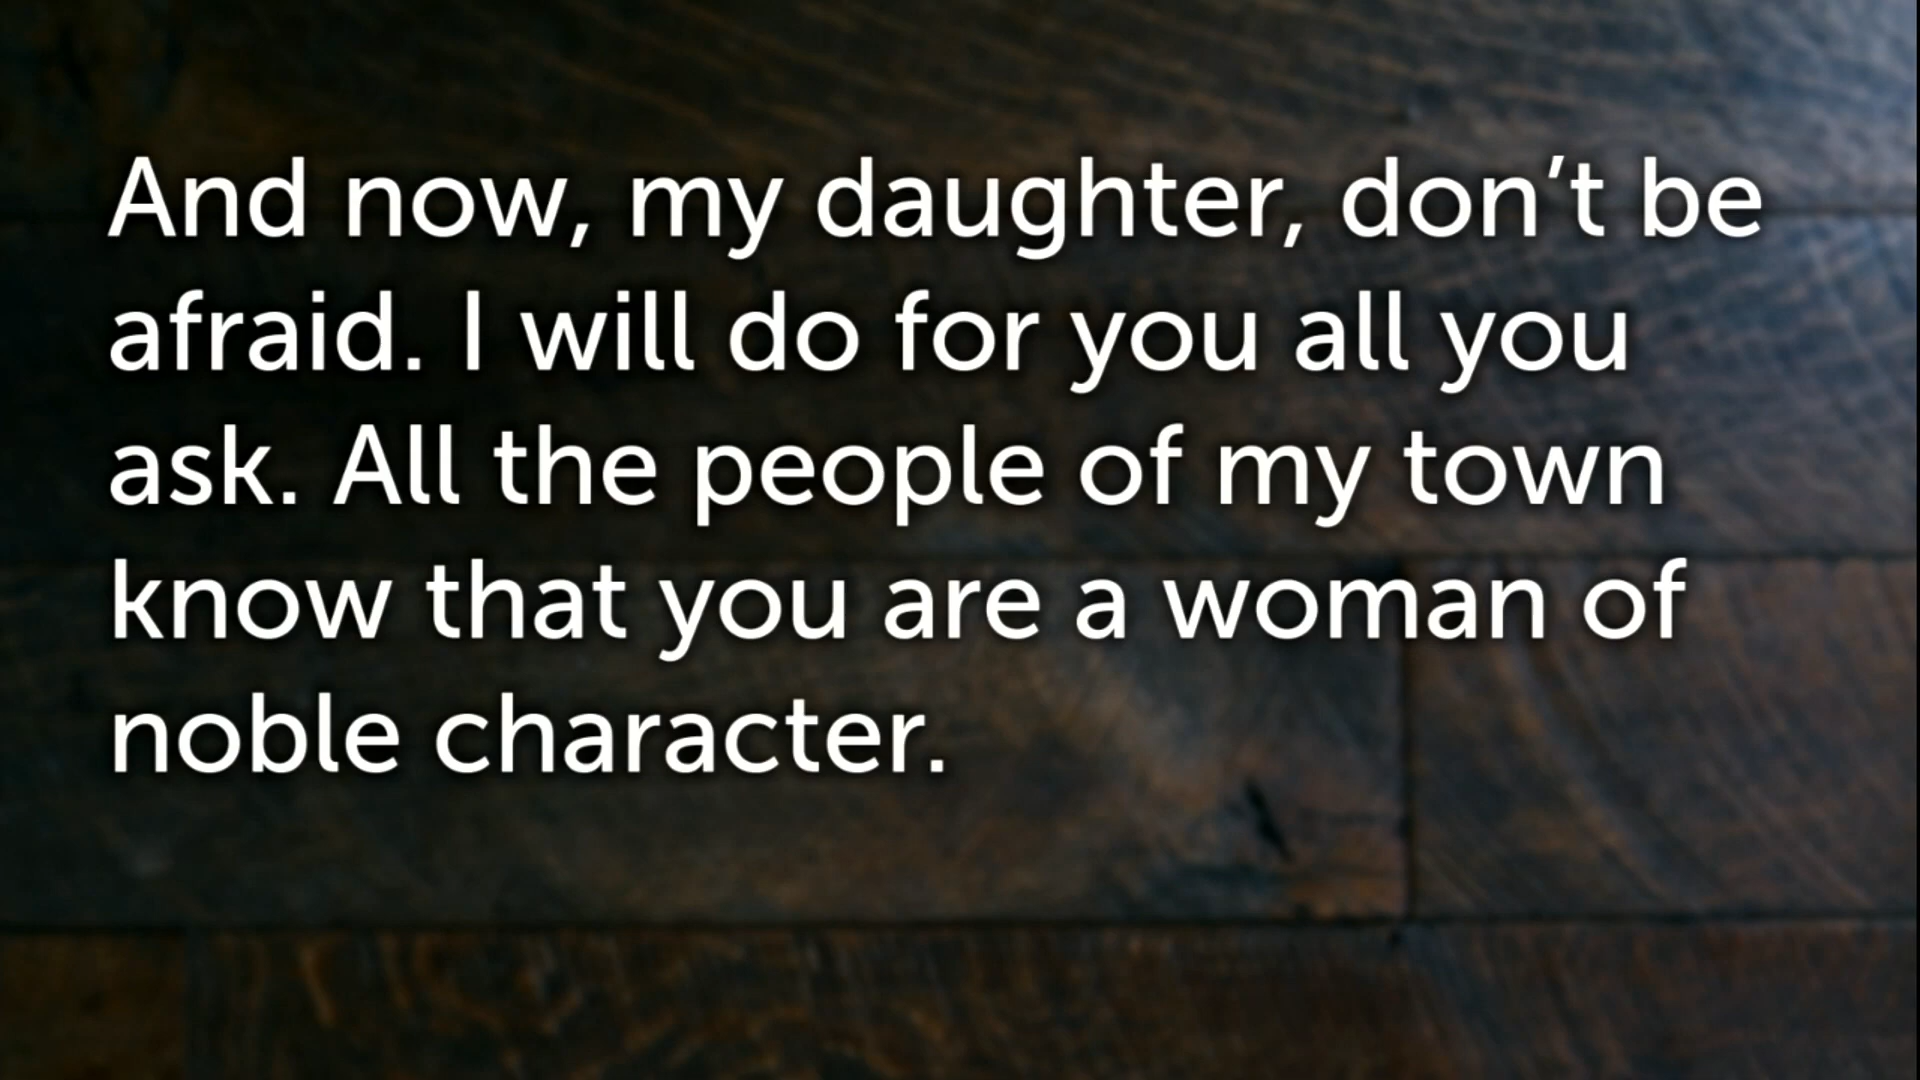 And now, my daughter, don’t be
afraid. I will do for you all you
ask. All the people of my town
know that you are a woman of
noble character.